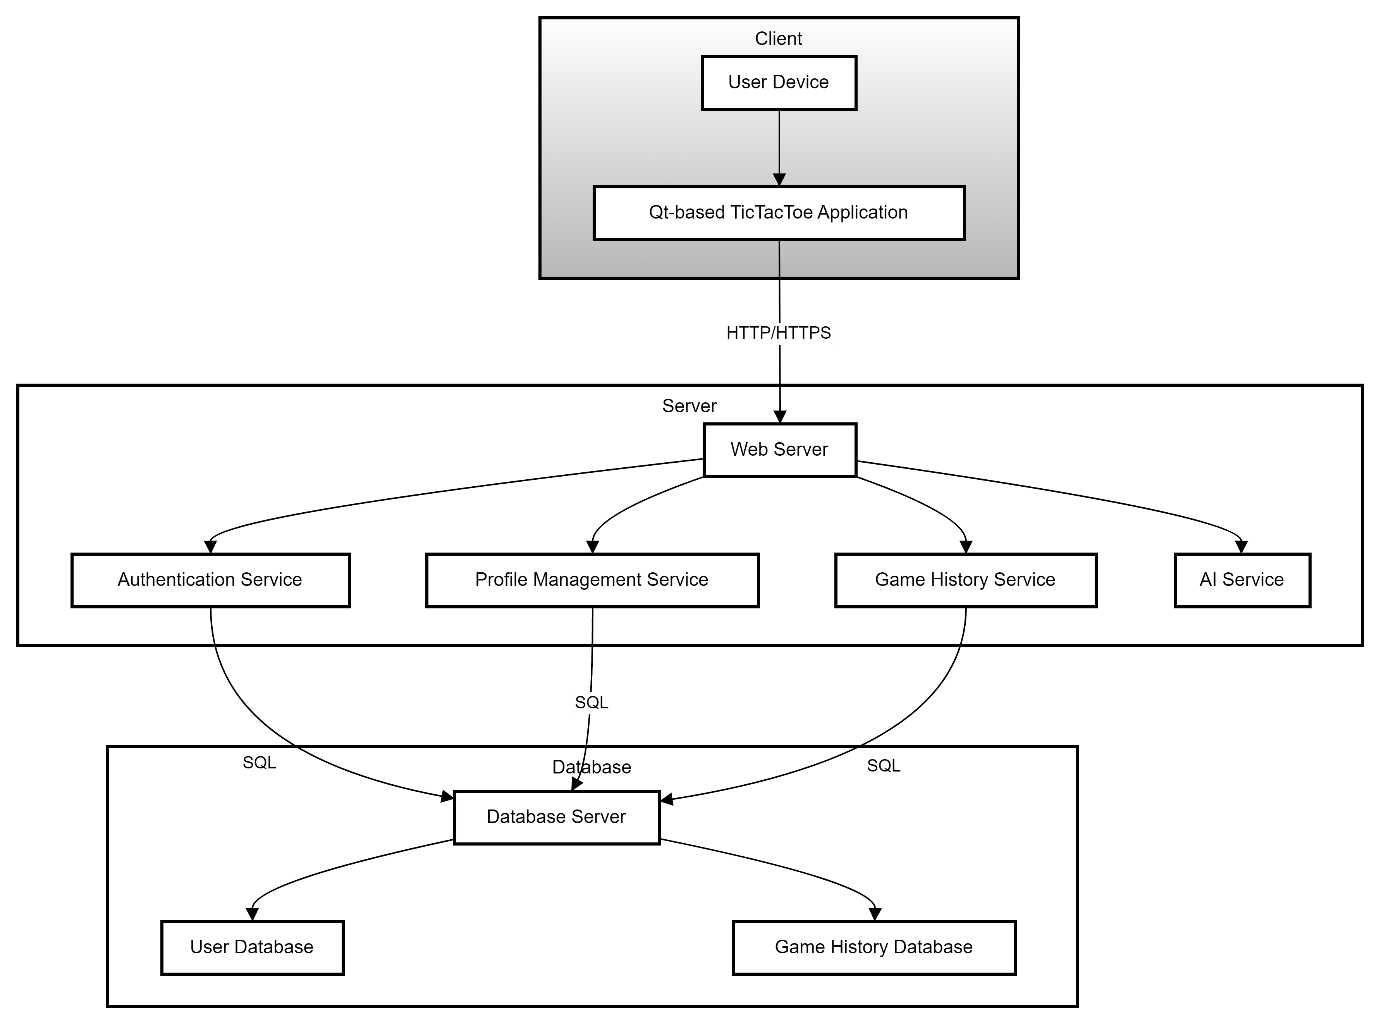 Client
User Device
Qt-based TicTacToe Application
HTTP/HTTPS
Server
Web Server
Authentication Service
Profile Management Service
Game History Service
AI Service
SQL
SQL
SQL
Database
Database Server
User Database
Game History Database